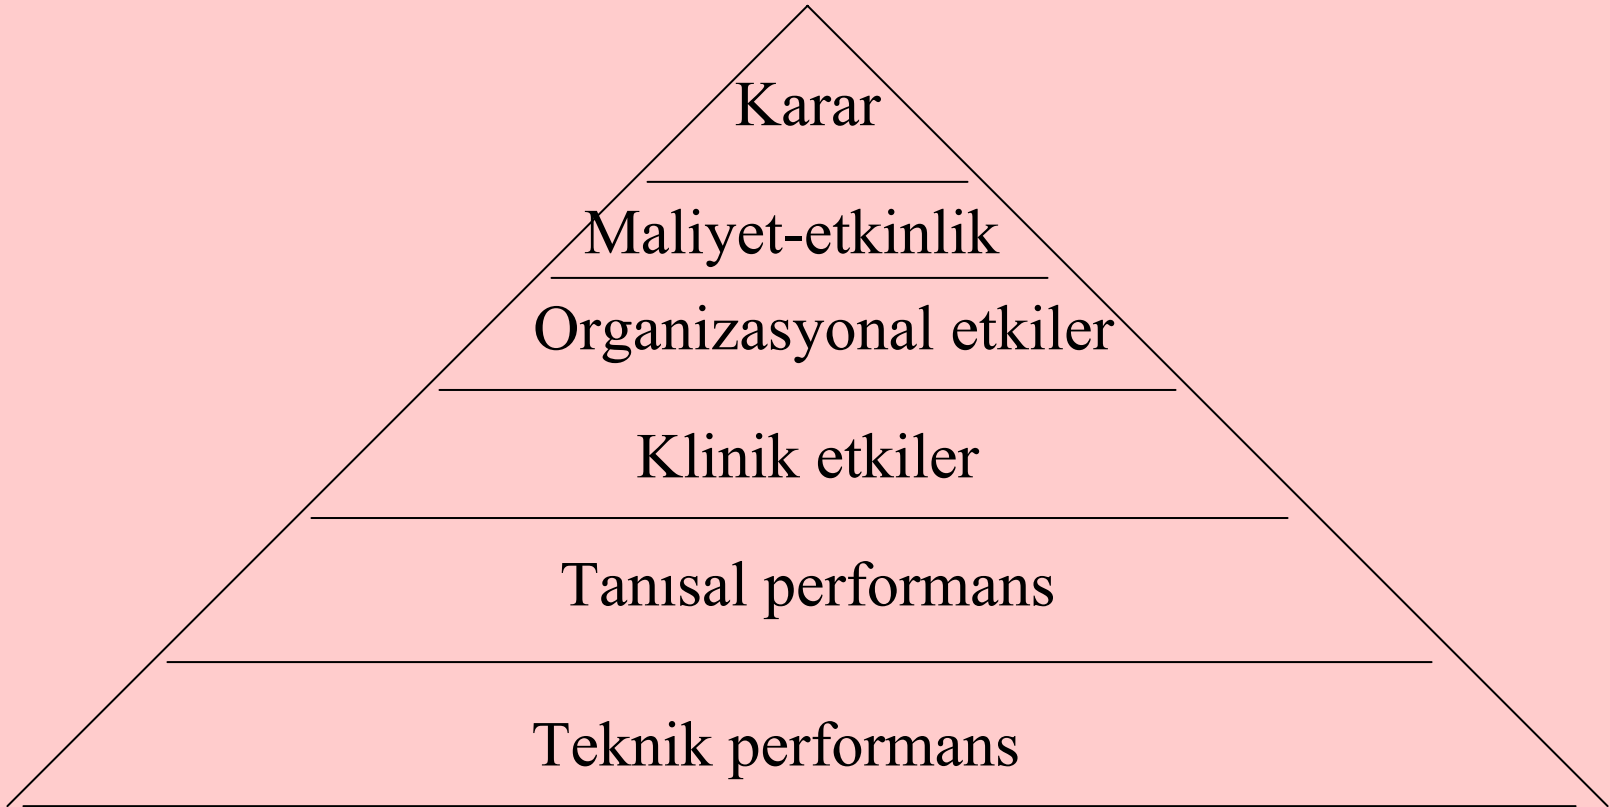 Karar
Maliyet-etkinlik
Organizasyonal etkiler
Klinik etkiler
Tanısal performans
Teknik performans